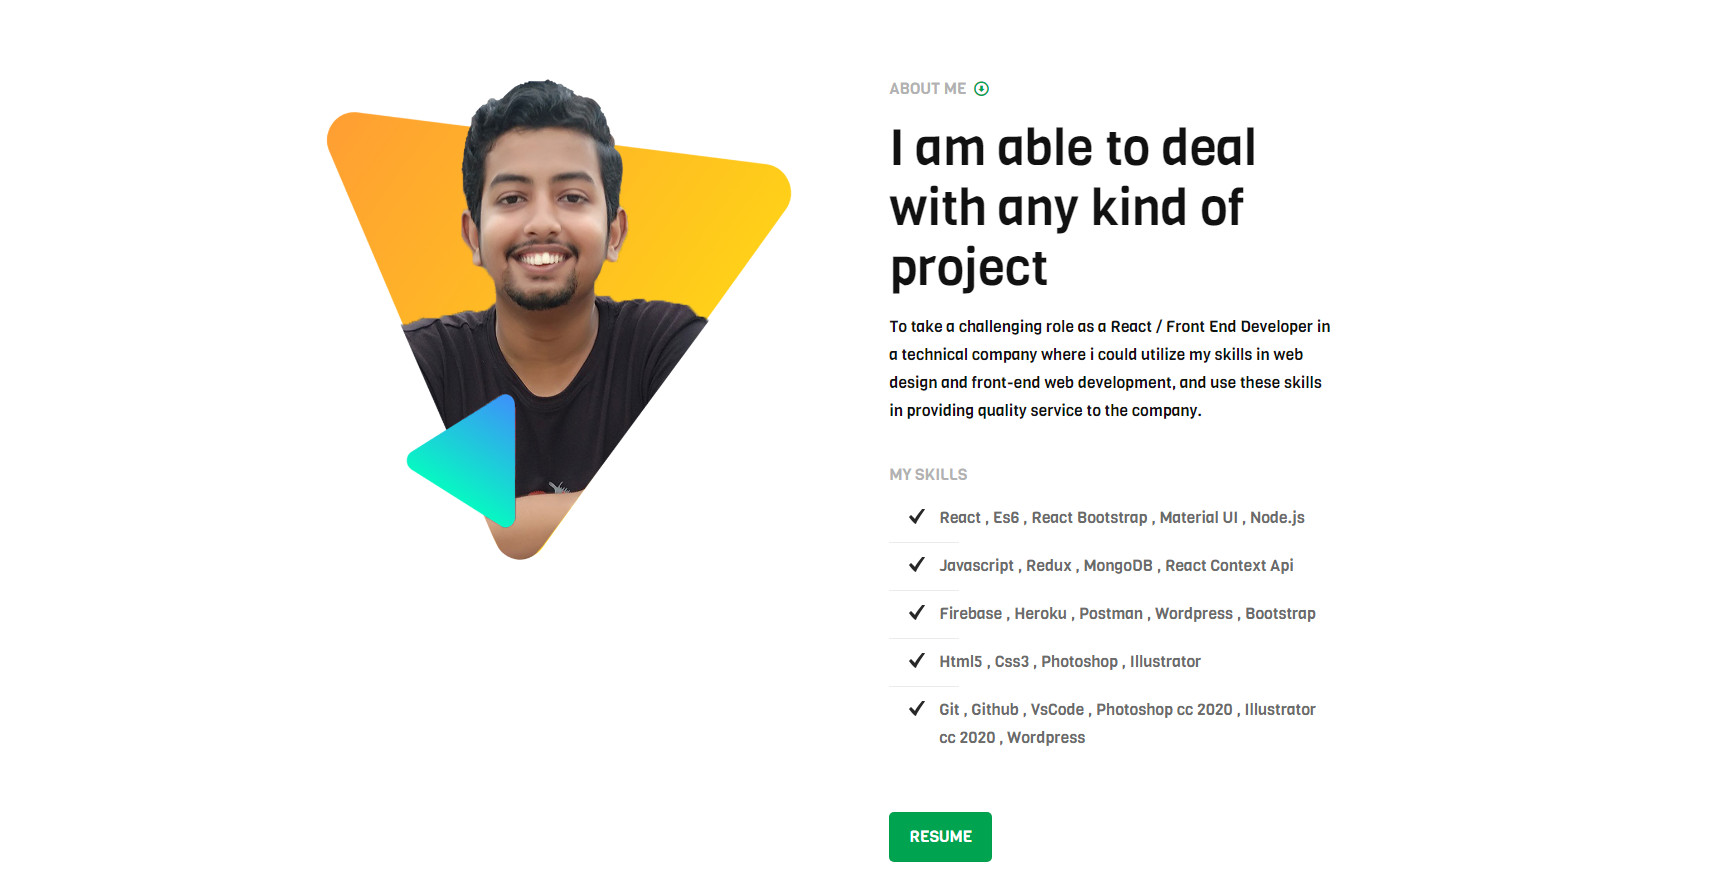 ABOUT ME
I am able to deal
with any kind of
project
To take a challenging role as a React / Front End Developer in
a technical company where i could utilize my skills in web
design and front-end web development, and use these skills
in providing quality service to the company.
MY SKILLS
React , Es6 , React Bootstrap , Material UI , Node.js
Javascript , Redux , MongoDB , React Context Api
Firebase , Heroku , Postman , Wordpress , Bootstrap
Html5 , Css3 , Photoshop , Illustrator
Git , Github , VsCode , Photoshop cc 2020 , Illustrator
cc 2020 , Wordpress
RESUME